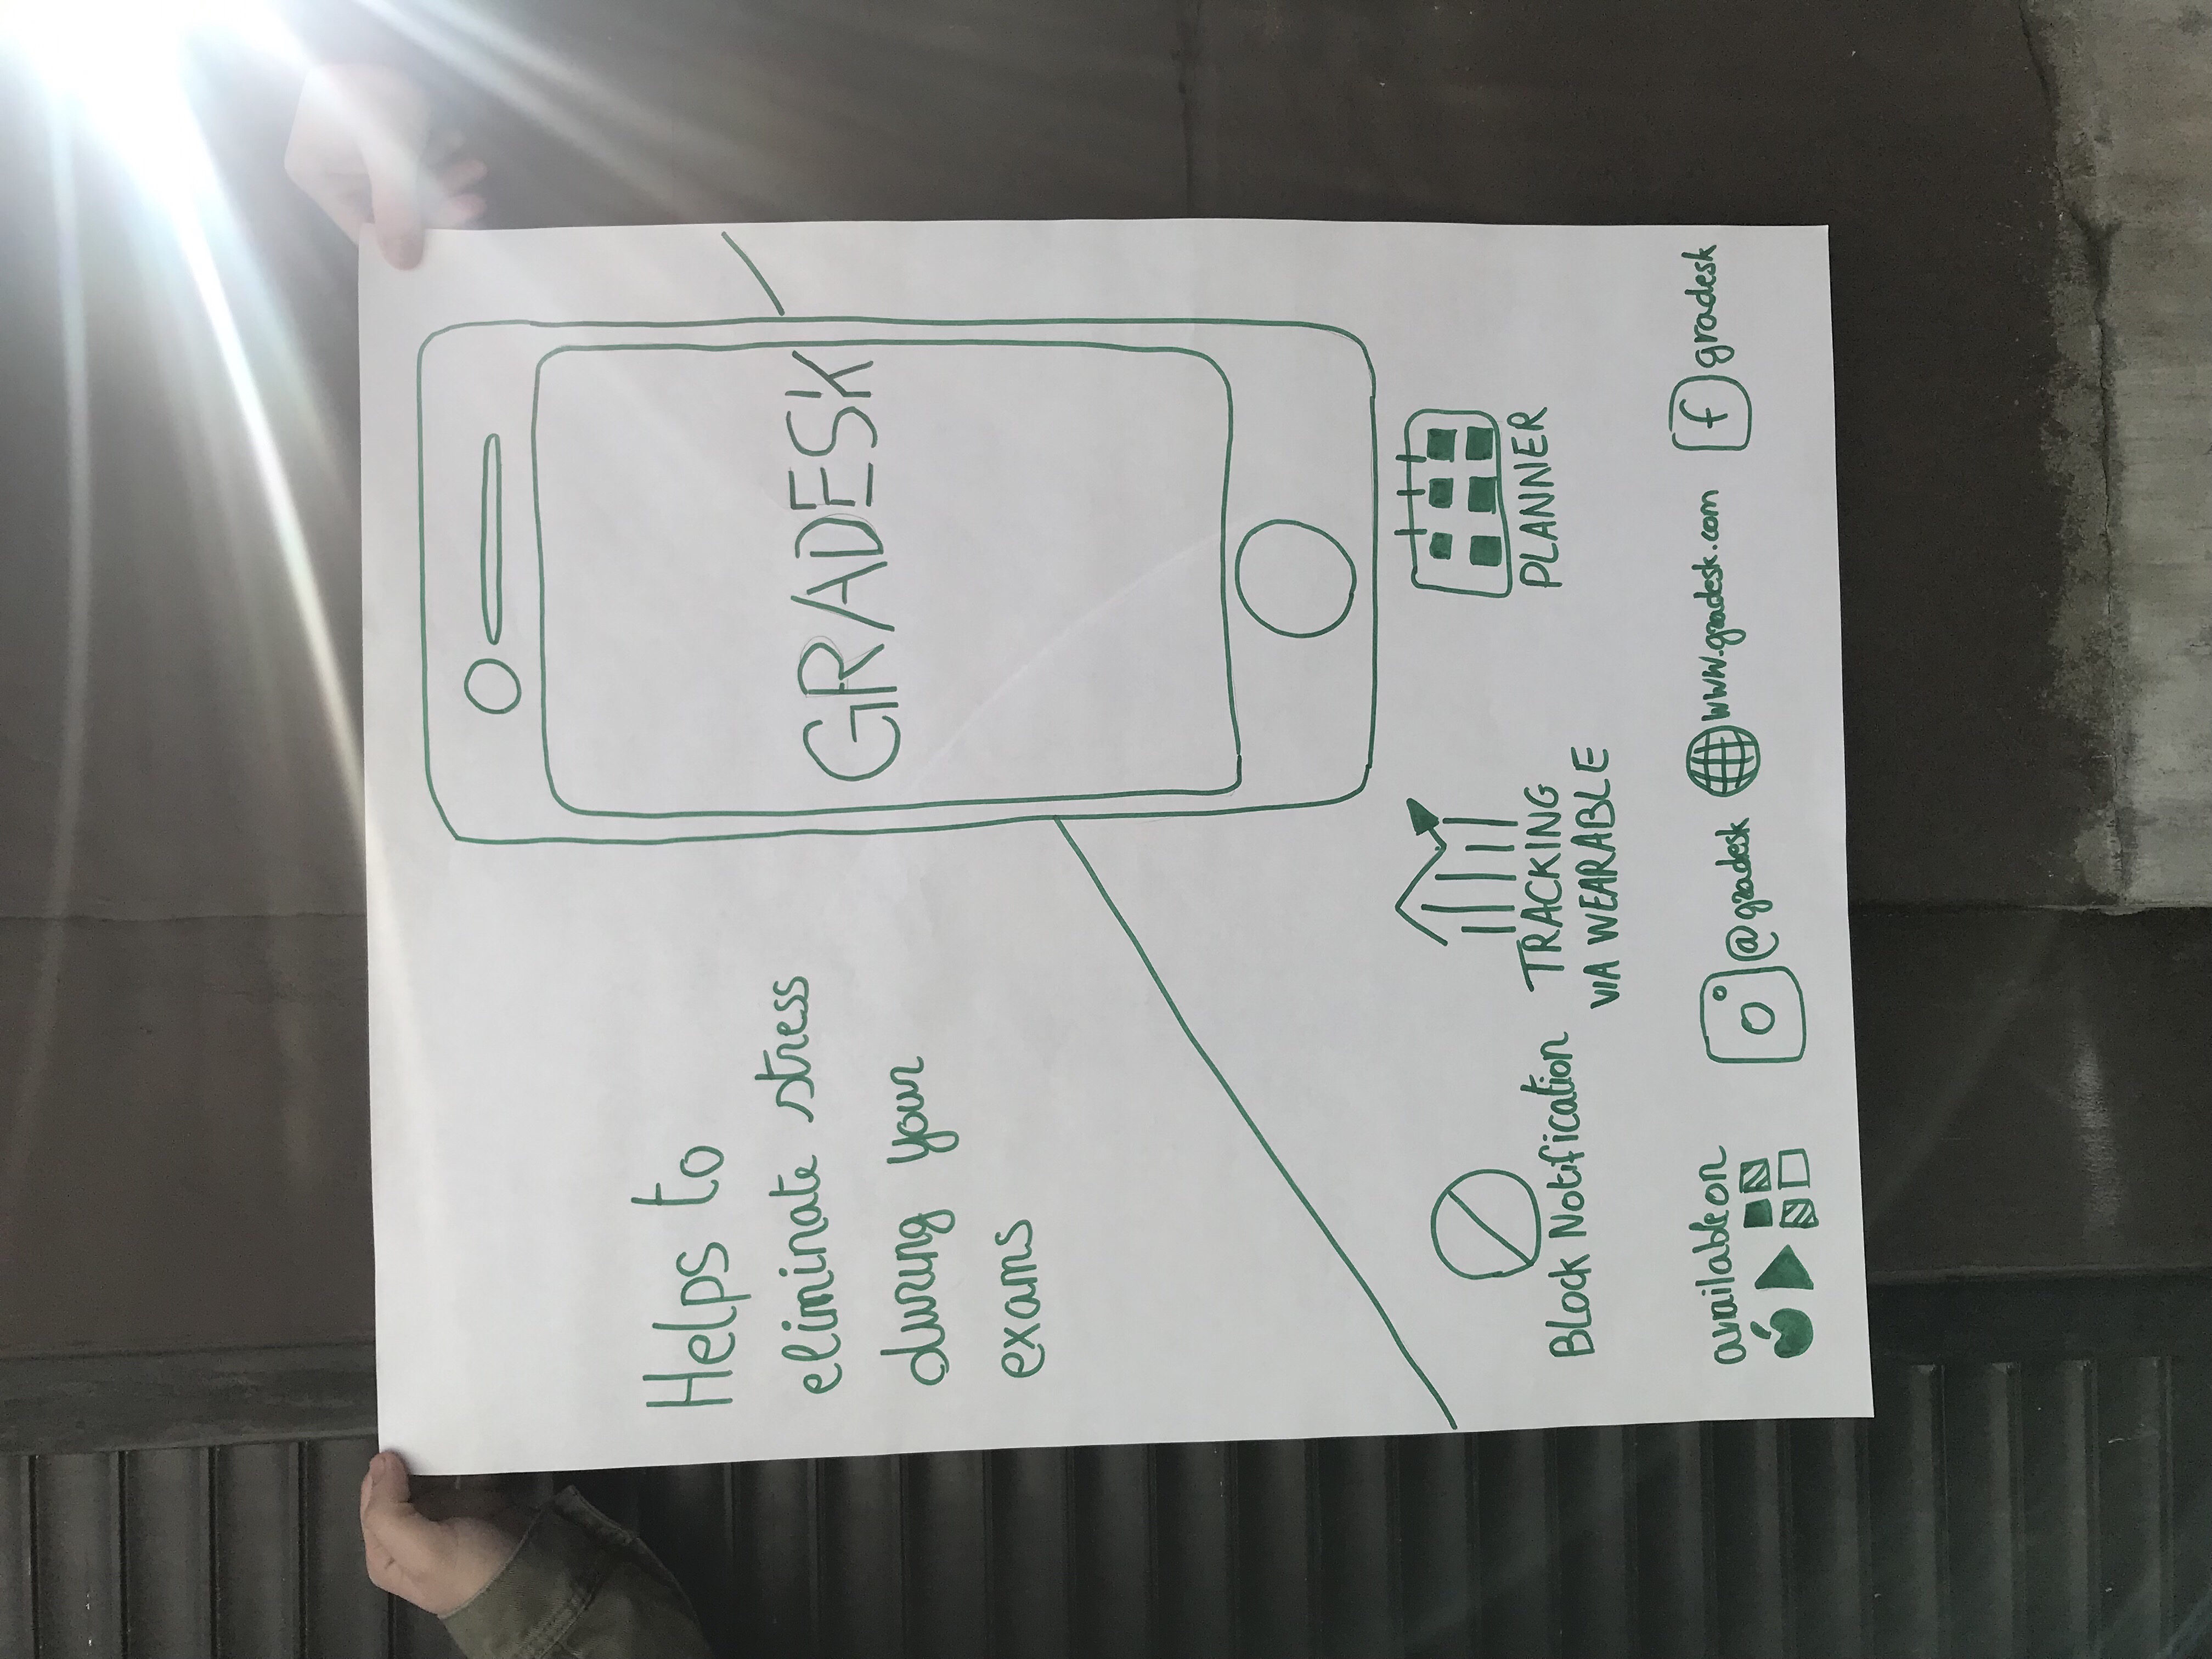 Helps to
eliminate stress
during your
exams
GRADESK
Block Notification
TRACKING
VIA WEARABLE
PLANNER
available on
@gradesk
www.gradesk.com
f gradesk